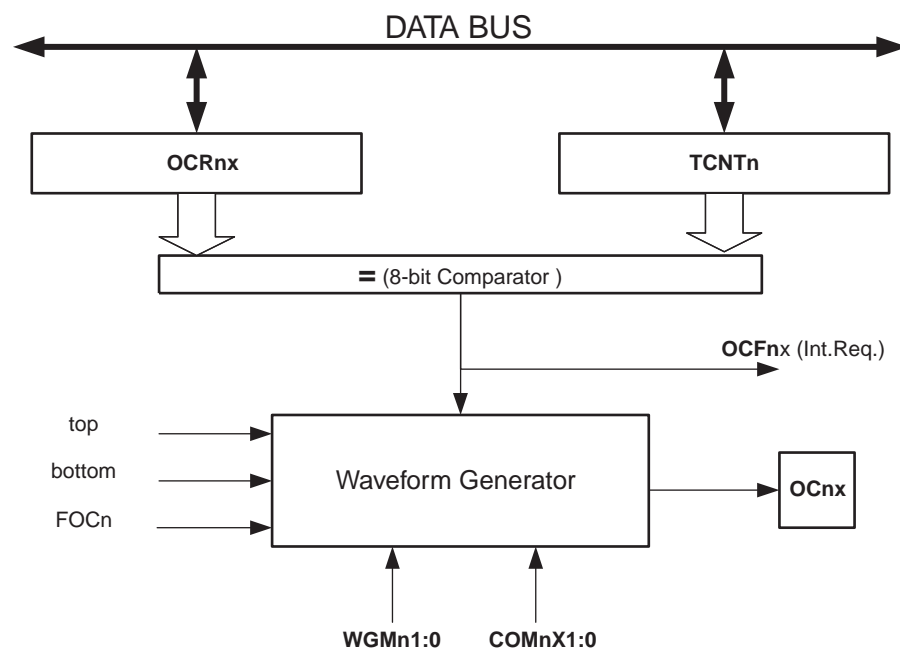 DATA BUS
OCRnx
TCNTn
= (8-bit Comparator )
OCFnx (Int.Req.)
top
bottom
FOCn
Waveform Generator
OCnx
WGMn1:0
COMnX1:0